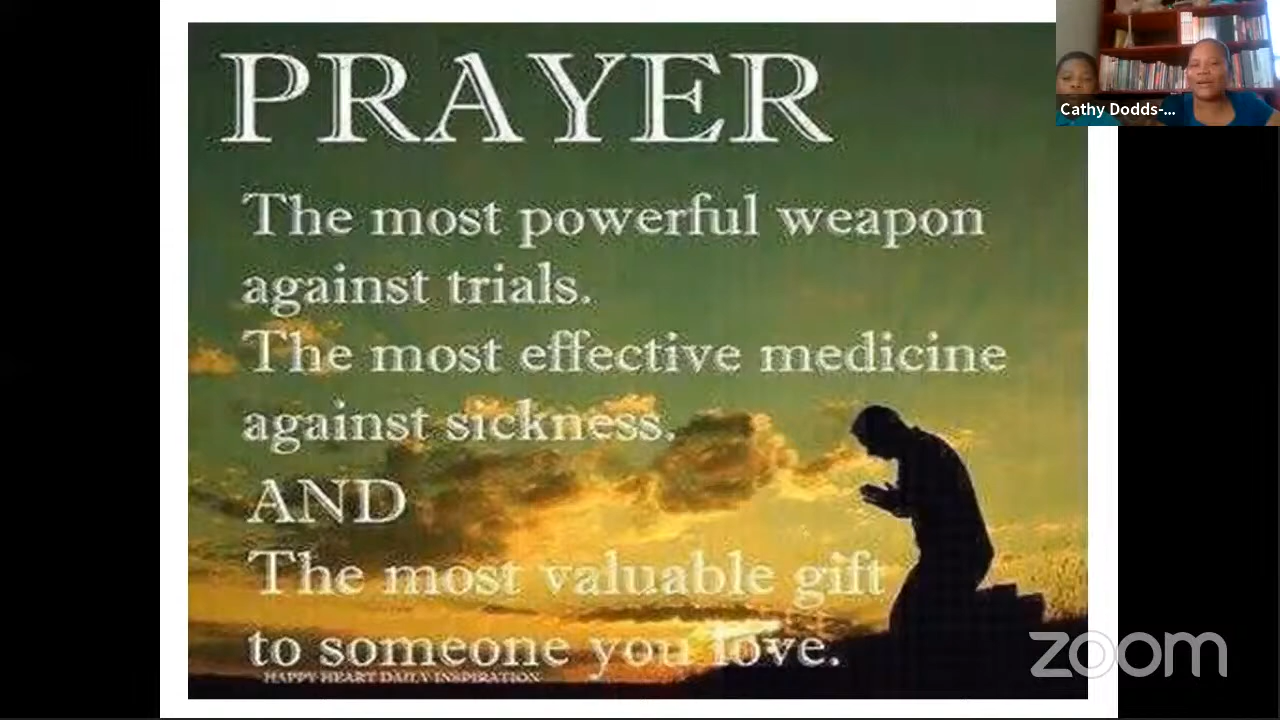 PRAYER
The most powerful weapon
against trials.
The most effective medicine
against sickness.
AND
The most valuable gift
to someone you love.
HAPPY HEART DAILY INSPIRATION
Cathy Dodds-...
zoom